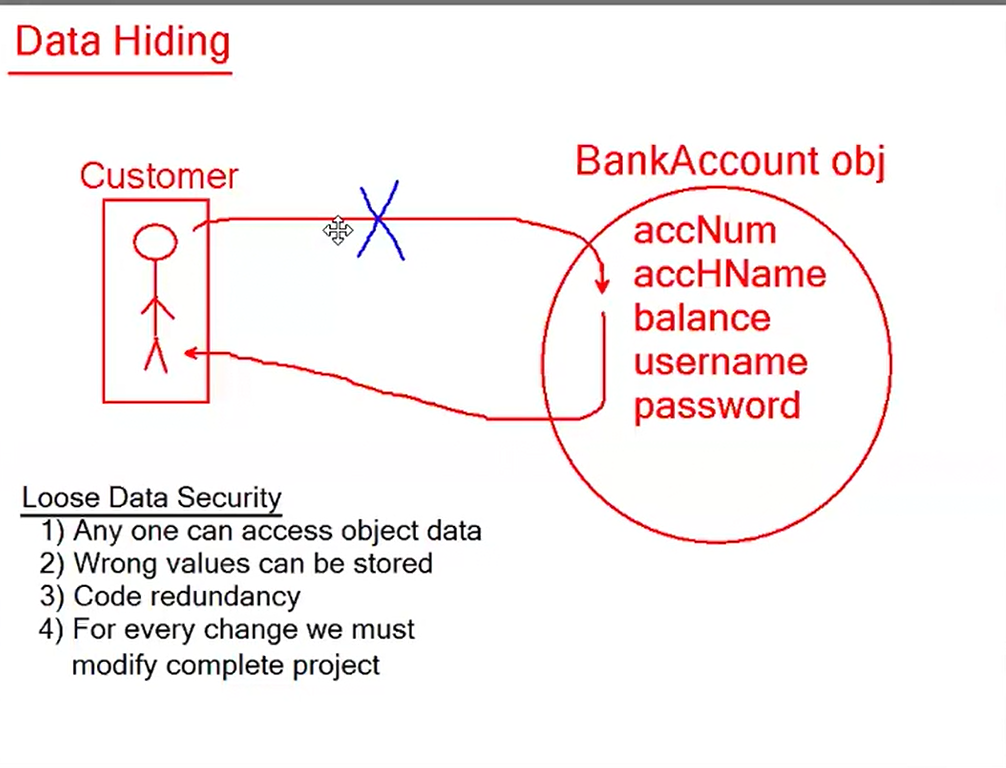 Data Hiding
Customer
BankAccount obj
accNum
accHName
balance
username
password
Loose Data Security
1) Any one can access object data
2) Wrong values can be stored
3) Code redundancy
4) For every change we must
modify complete project